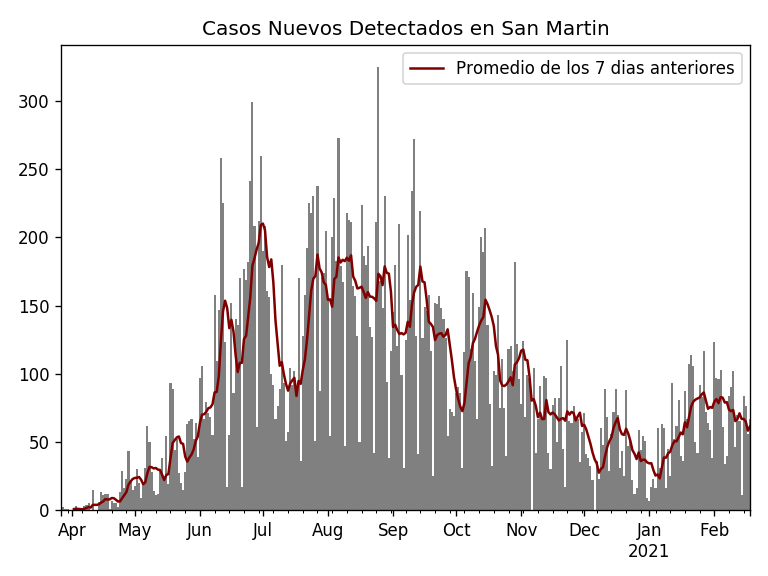 Casos Nuevos Detectados en San Martin
Promedio de los 7 dias anteriores
300
250
200
150
100
50
0
Apr May Jun Jul Aug Sep Oct Nov Dec Jan Feb
2021